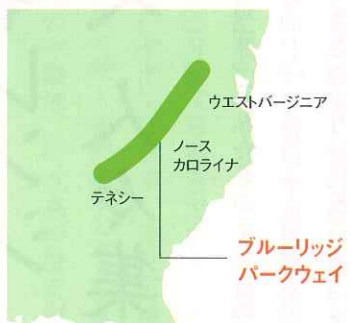 ウエストバージニア
ノース
カロライナ
テネシー
ブルーリッジ
パークウェイ